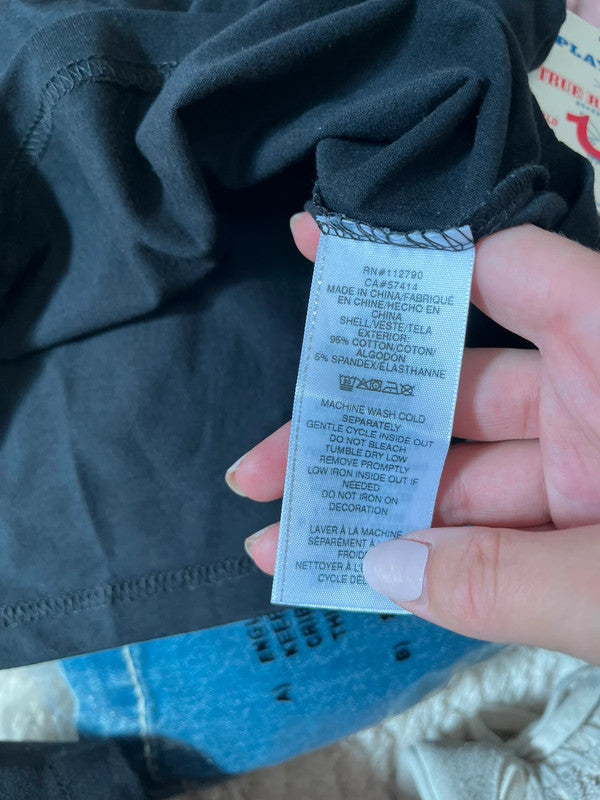 PLAY
TRUE R
RN#112790
CA#57414
MADE IN CHINA/FABRIQUÉ
EN CHINE/HECHO EN
CHINA
SHELL/VESTE/TELA
EXTERIOR:
95% COTTON/COTON/
ALGODÓN
5% SPANDEX/ÉLASTHANNE
MACHINE WASH COLD
SEPARATELY
GENTLE CYCLE INSIDE OUT
DO NOT BLEACH
TUMBLE DRY LOW
REMOVE PROMPTLY
LOW IRON INSIDE OUT IF
NEEDED
DO NOT IRON ON
DECORATION
LAVER À LA MACHINE
SÉPARÉMENT À
FROID
NETTOYER À L'
CYCLE
A)
B)